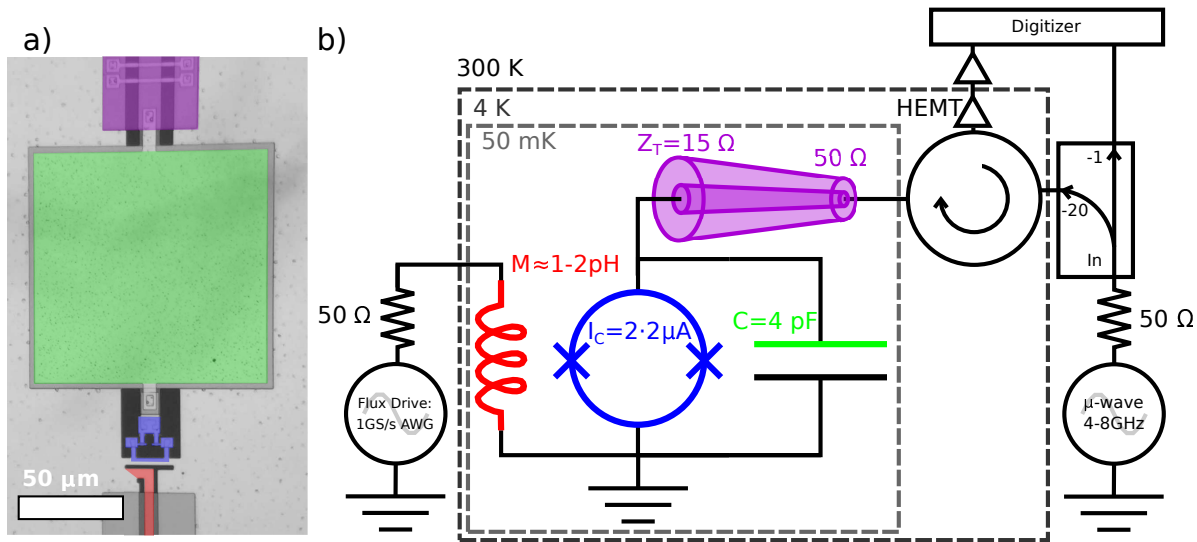 a)
50 μm
b)
Digitizer
300 K
4 K
HEMT
50 mK
Z_T=15 Ω
50 Ω
-1
-20
In
M≈1-2pH
50 Ω
I_C=2·2μA
C=4 pF
50 Ω
Flux Drive:
1GS/s AWG
μ-wave
4-8GHz